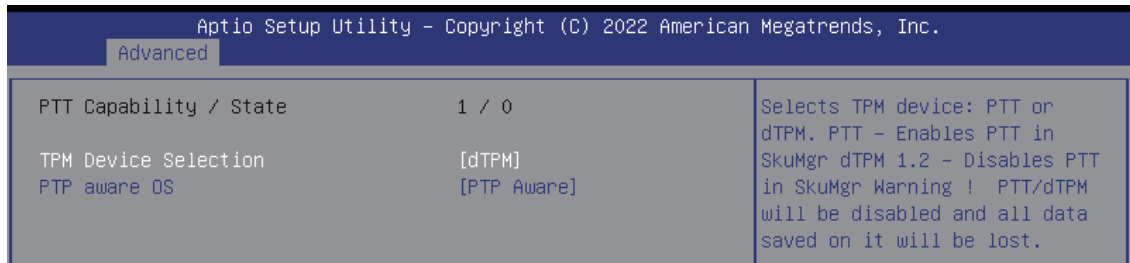 Aptio Setup Utility – Copyright (C) 2022 American Megatrends, Inc.
Advanced
PTT Capability / State 1 / 0
TPM Device Selection [dTPM]
PTP aware OS [PTP Aware]
Selects TPM device: PTT or
dTPM. PTT – Enables PTT in
SkuMgr dTPM 1.2 – Disables PTT
in SkuMgr Warning ! PTT/dTPM
will be disabled and all data
saved on it will be lost.